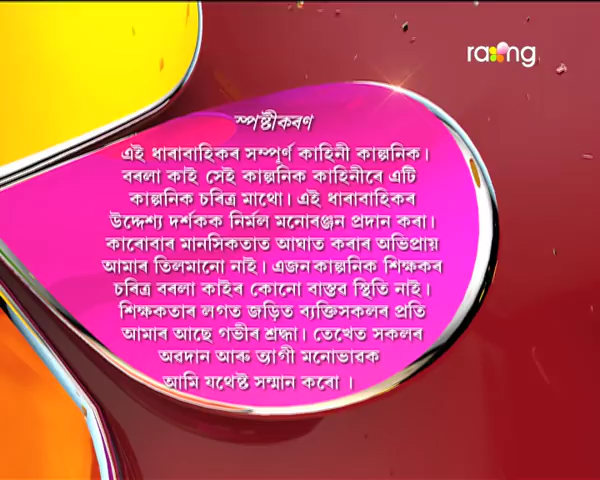 rang
স্পষ্টীকৰণ
এই ধাৰাবাহিকৰ সম্পূৰ্ণ কাহিনী কাল্পনিক।
বৰলা কাই সেই কাল্পনিক কাহিনীৰে এটি
কাল্পনিক চৰিত্ৰ মাথো। এই ধাৰাবাহিকৰ
উদ্দেশ্য দৰ্শকক নিৰ্মল মনোৰঞ্জন প্ৰদান কৰা।
কাৰোবাৰ মানসিকতাত আঘাত কৰাৰ অভিপ্ৰায়
আমাৰ তিলমানো নাই। এজন কাল্পনিক শিক্ষকৰ
চৰিত্ৰ বৰলা কাইৰ কোনো বাস্তৱ স্থিতি নাই।
শিক্ষকতাৰ লগত জড়িত ব্যক্তিসকলৰ প্ৰতি
আমাৰ আছে গভীৰ শ্ৰদ্ধা। তেখেত সকলৰ
অৱদান আৰু ত্যাগী মনোভাৱক
আমি যথেষ্ট সন্মান কৰো ।